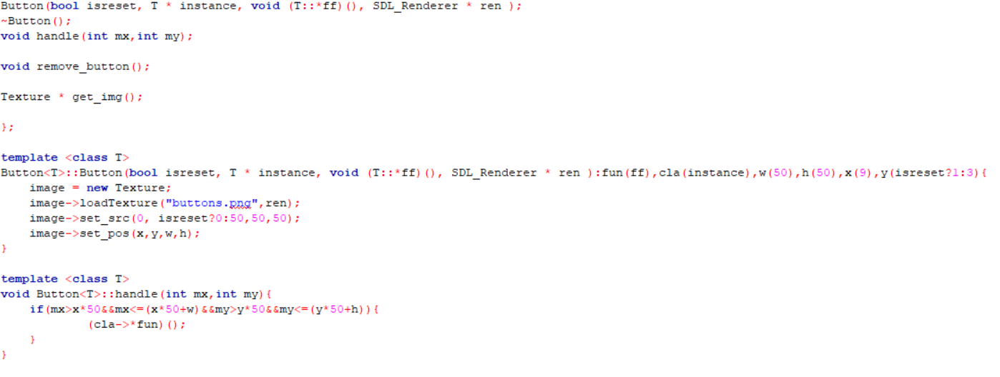 Button(bool isreset, T * instance, void (T::*ff)(), SDL_Renderer * ren );
~Button();
void handle(int mx,int my);
void remove_button();
Texture * get_img();
};
template <class T>
Button<T>::Button(bool isreset, T * instance, void (T::*ff)(), SDL_Renderer * ren ):fun(ff),cla(instance),w(50),h(50),x(9),y(isreset?1:3){
    image = new Texture;
    image->loadTexture("buttons.png",ren);
    image->set_src(0, isreset?0:50,50,50);
    image->set_pos(x,y,w,h);
}
template <class T>
void Button<T>::handle(int mx,int my){
    if(mx>x*50&&mx<=(x*50+w)&&my>y*50&&my<=(y*50+h)){
            (cla->*fun)();
    }
}